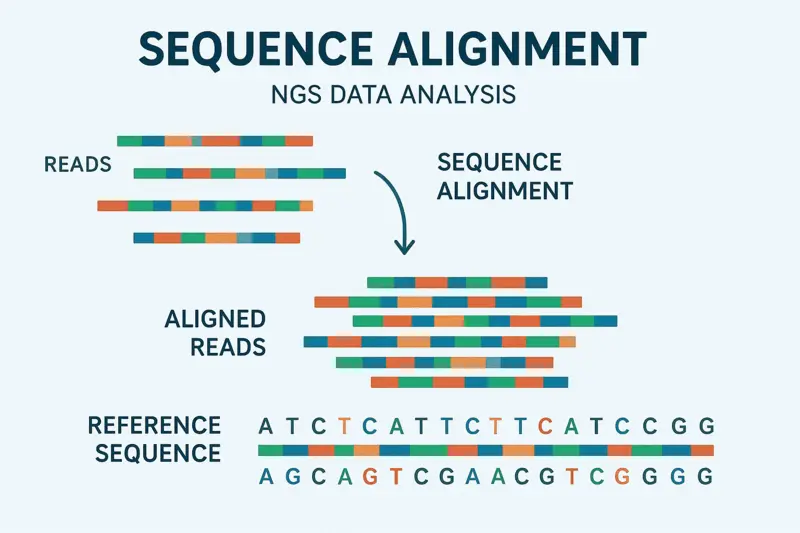 SEQUENCE ALIGNMENT
NGS DATA ANALYSIS
READS
SEQUENCE
ALIGNMENT
ALIGNED
READS
REFERENCE
SEQUENCE
A T C T C A T T C T T C A T C C G G
A G C A G T C G A A C G T C G G G G